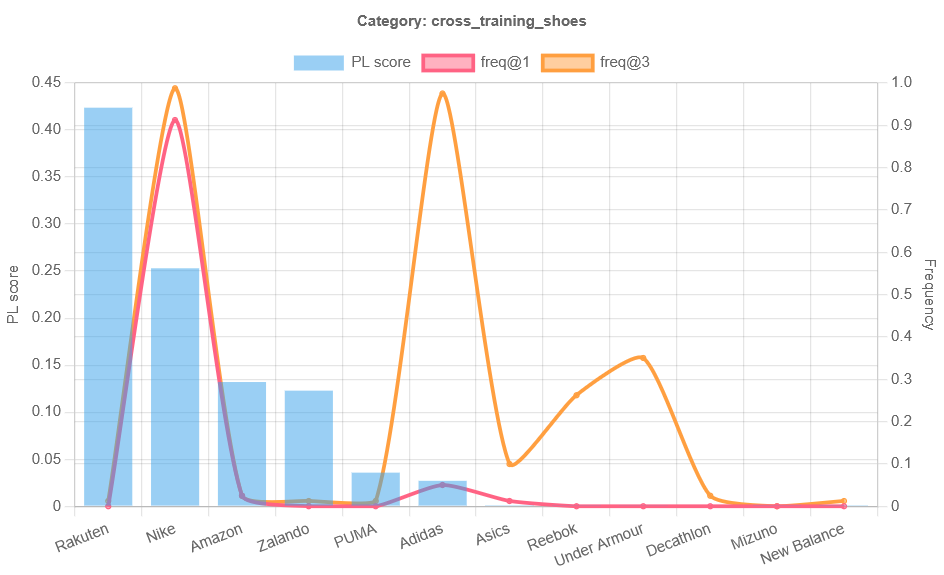 Category: cross_training_shoes
PL score freq@1 freq@3
0.45 1.0
0.40 0.9
0.35 0.8
0.30 0.7
0.25 0.6
0.20 0.5
0.15 0.4
0.10 0.3
0.05 0.2
0 0.1
0
PL score
Frequency
Rakuten Nike Amazon Zalando PUMA Adidas Asics Reebok Under Armour Decathlon Mizuno New Balance